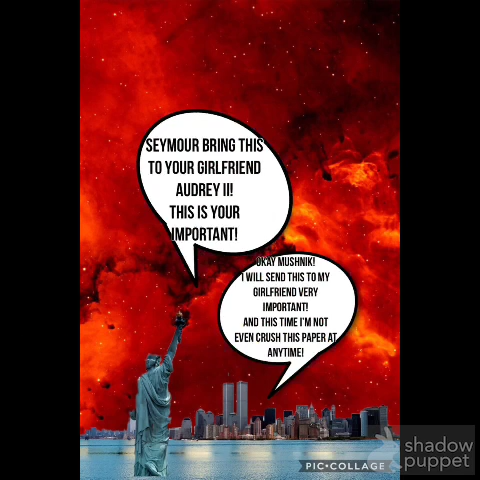 SEYMOUR BRING THIS
TO YOUR GIRLFRIEND
AUDREY II!
THIS IS YOUR
IMPORTANT!
OKAY MUSHNIK!
I WILL SEND THIS TO MY
GIRLFRIEND VERY
IMPORTANT!
AND THIS TIME I'M NOT
EVEN CRUSH THIS PAPER AT
ANYTIME!
PIC•COLLAGE
shadow
puppet